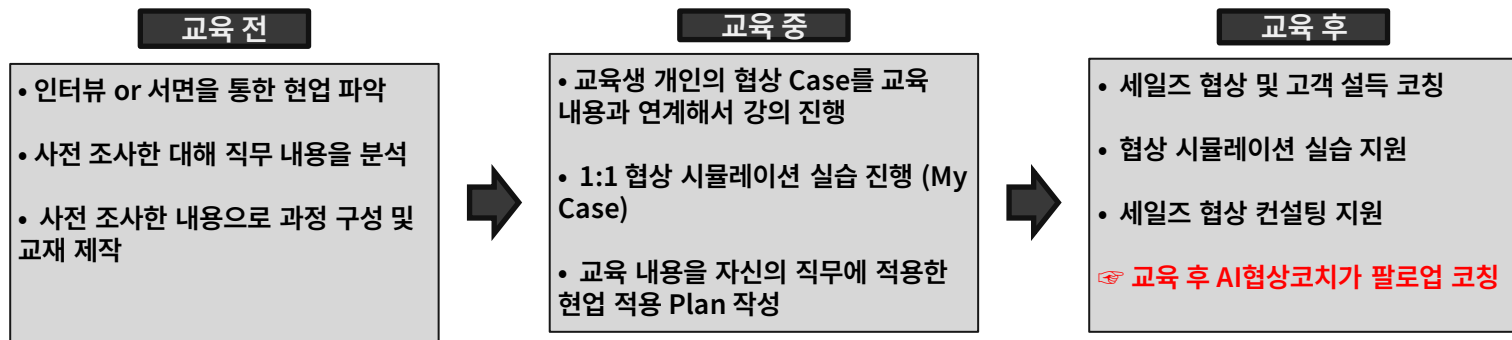 교육 전
• 인터뷰 or 서면을 통한 현업 파악
• 사전 조사한 대해 직무 내용을 분석
• 사전 조사한 내용으로 과정 구성 및
교재 제작
교육 중
• 교육생 개인의 협상 Case를 교육
내용과 연계해서 강의 진행
• 1:1 협상 시뮬레이션 실습 진행 (My
Case)
• 교육 내용을 자신의 직무에 적용한
현업 적용 Plan 작성
교육 후
• 세일즈 협상 및 고객 설득 코칭
• 협상 시뮬레이션 실습 지원
• 세일즈 협상 컨설팅 지원
☞ 교육 후 AI협상코치가 팔로업 코칭